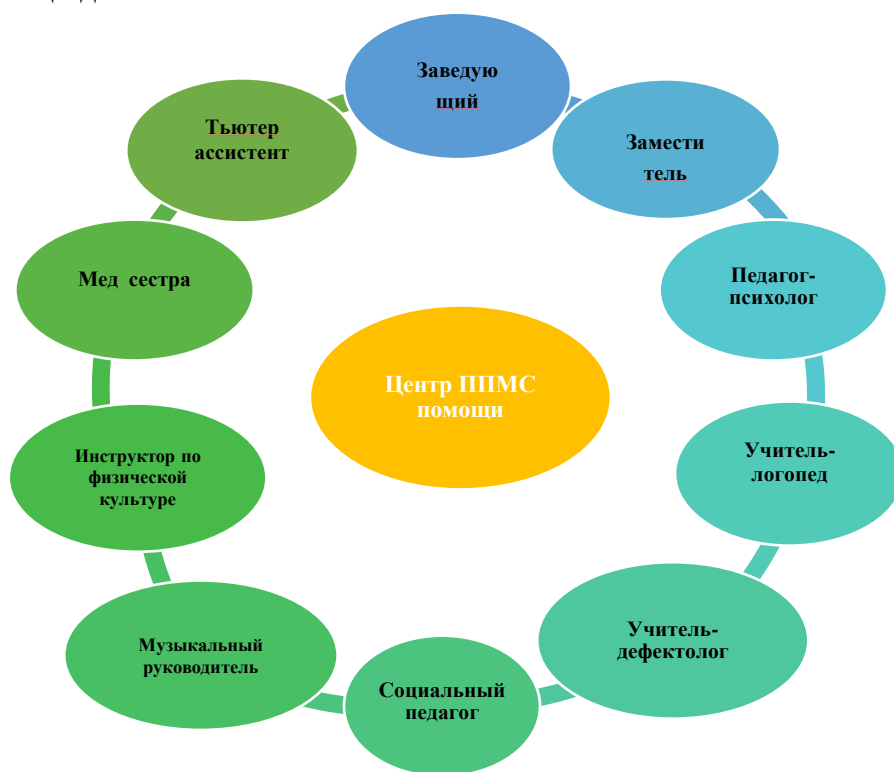 Заведую
щий
Замести
тель
Педагог-
психолог
Учитель-
логопед
Учитель-
дефектолог
Социальный
педагог
Музыкальный
руководитель
Инструктор по
физической
культуре
Мед сестра
Тьютер
ассистент
Центр ППМС
помощи